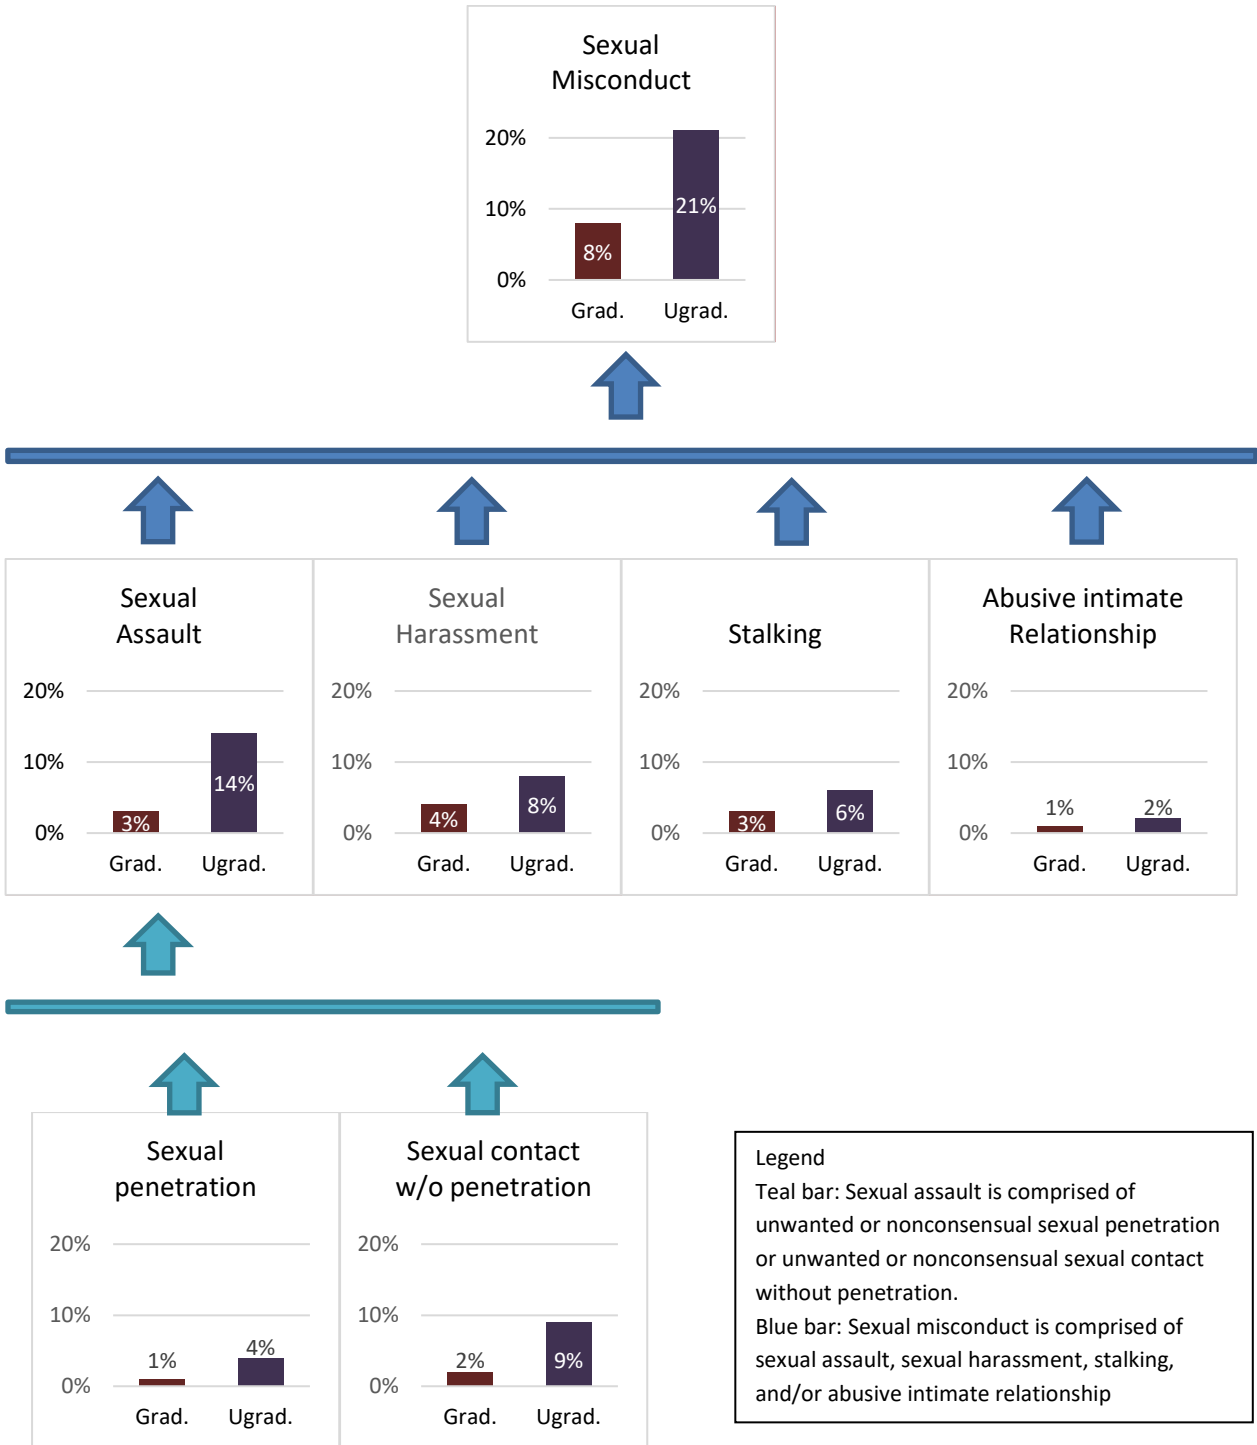 Sexual
Misconduct
20%
10%
0%
8%
21%
Grad.
Ugrad.
Sexual
Assault
20%
10%
0%
3%
14%
Grad.
Ugrad.
Sexual
Harassment
20%
10%
0%
4%
8%
Grad.
Ugrad.
Stalking
20%
10%
0%
3%
6%
Grad.
Ugrad.
Abusive intimate
Relationship
20%
10%
0%
1%
2%
Grad.
Ugrad.
Sexual
penetration
20%
10%
0%
1%
4%
Grad.
Ugrad.
Sexual contact
w/o penetration
20%
10%
0%
2%
9%
Grad.
Ugrad.
Legend
Teal bar: Sexual assault is comprised of
unwanted or nonconsensual sexual penetration
or unwanted or nonconsensual sexual contact
without penetration.
Blue bar: Sexual misconduct is comprised of
sexual assault, sexual harassment, stalking,
and/or abusive intimate relationship